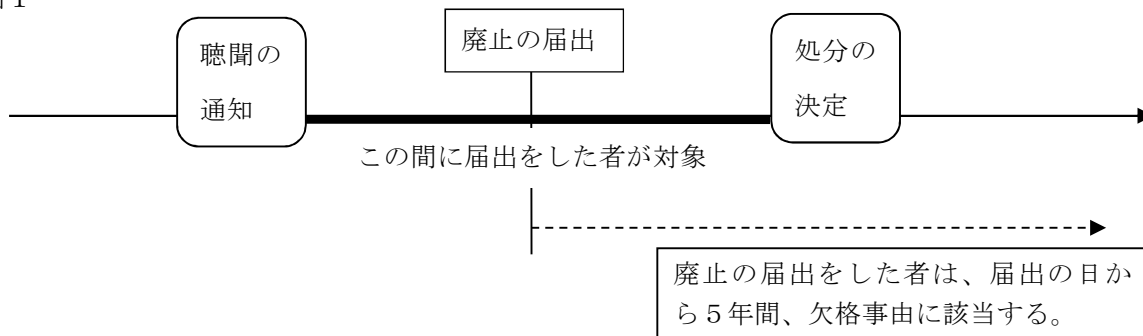 1
聴聞の
通知
廃止の届出
処分の
決定
この間に届出をした者が対象
廃止の届出をした者は、届出の日か
ら５年間、欠格事由に該当する。